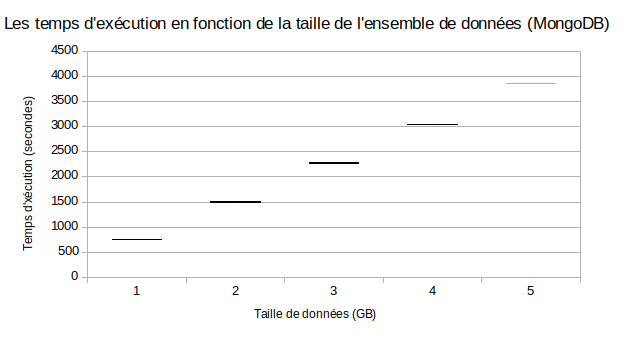 Les temps d'exécution en fonction de la taille de l'ensemble de données (MongoDB)
4500
4000
3500
3000
2500
2000
1500
1000
500
0
Temps d'xécution (secondes)
1 2 3 4 5
Taille de données (GB)